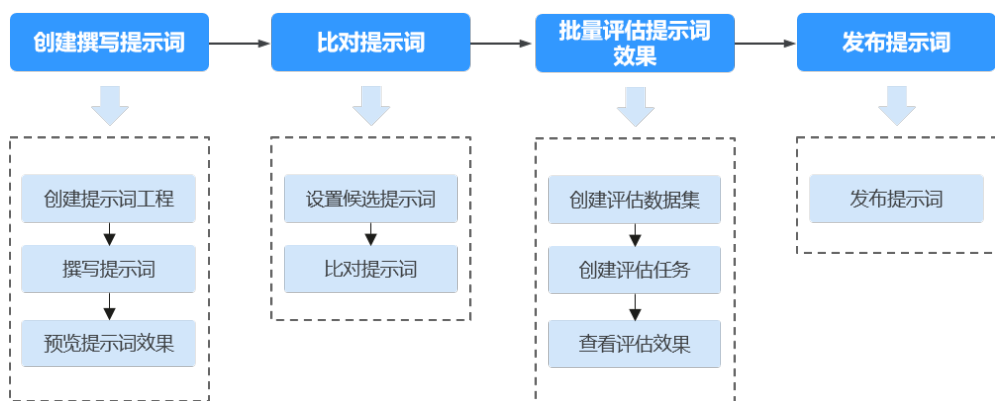 创建撰写提示词
比对提示词
批量评估提示词
效果
发布提示词
创建提示词工程
撰写提示词
预览提示词效果
设置候选提示词
比对提示词
创建评估数据集
创建评估任务
查看评估效果
发布提示词